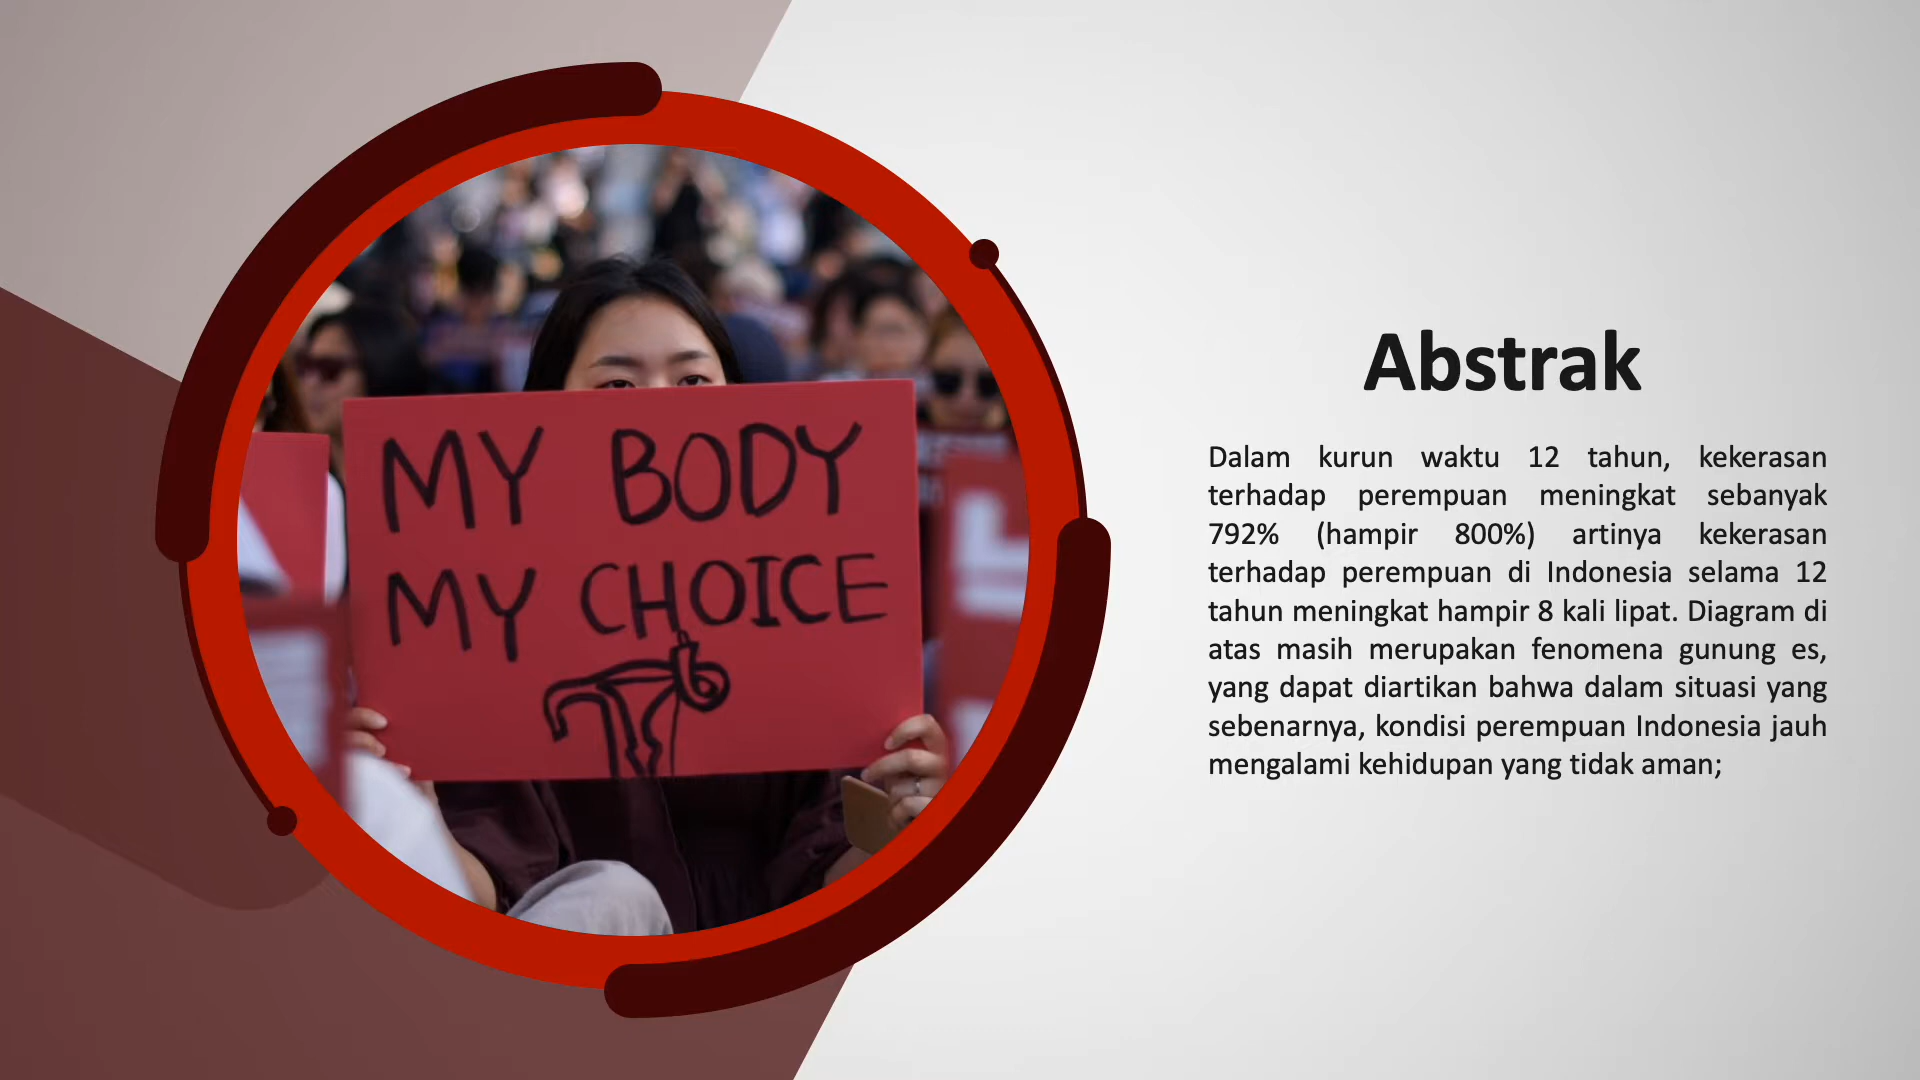 MY BODY
MY CHOICE
Abstrak
Dalam kurun waktu 12 tahun, kekerasan
terhadap perempuan meningkat sebanyak
792% (hampir 800%) artinya kekerasan
terhadap perempuan di Indonesia selama 12
tahun meningkat hampir 8 kali lipat. Diagram di
atas masih merupakan fenomena gunung es,
yang dapat diartikan bahwa dalam situasi yang
sebenarnya, kondisi perempuan Indonesia jauh
mengalami kehidupan yang tidak aman;